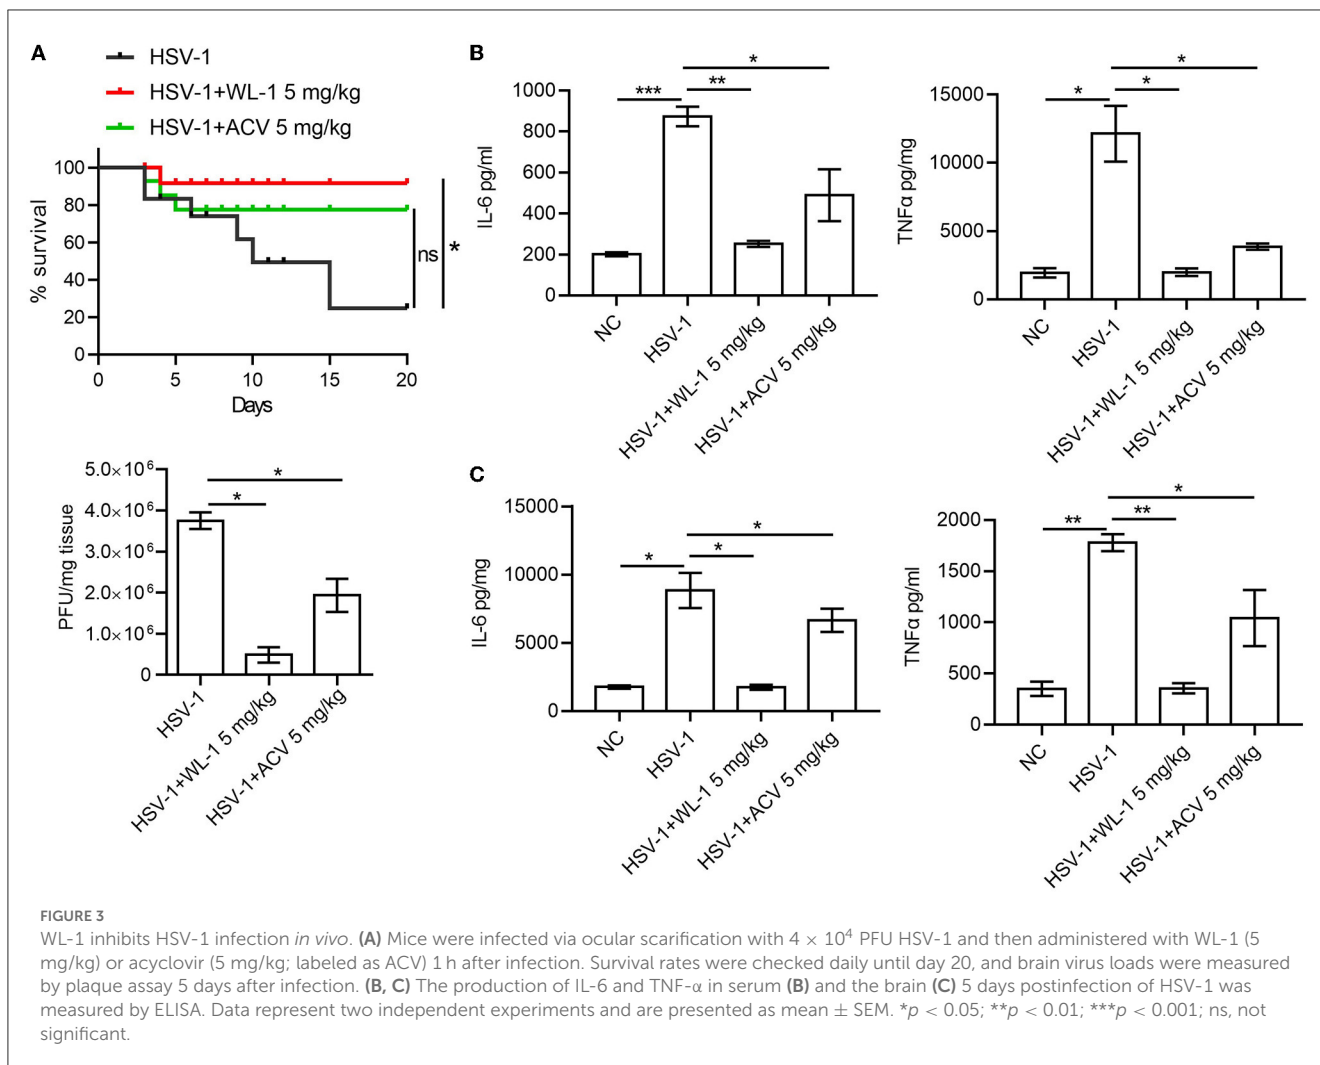 A
HSV-1
HSV-1+WL-1 5 mg/kg
HSV-1+ACV 5 mg/kg
% survival
100
80
60
40
20
0
0 5 10 15 20
Days
ns
*
PFU/mg tissue
5.0×10⁶
4.0×10⁶
3.0×10⁶
2.0×10⁶
1.0×10⁶
0
*
*
HSV-1
HSV-1+WL-1 5 mg/kg
HSV-1+ACV 5 mg/kg
B
IL-6 pg/ml
1000
800
600
400
200
0
*
***
**
NC
HSV-1
HSV-1+WL-1 5 mg/kg
HSV-1+ACV 5 mg/kg
TNFα pg/mg
15000
10000
5000
0
*
*
*
NC
HSV-1
HSV-1+WL-1 5 mg/kg
HSV-1+ACV 5 mg/kg
C
IL-6 pg/mg
15000
10000
5000
0
*
*
*
NC
HSV-1
HSV-1+WL-1 5 mg/kg
HSV-1+ACV 5 mg/kg
TNFα pg/ml
2000
1500
1000
500
0
*
**
**
NC
HSV-1
HSV-1+WL-1 5 mg/kg
HSV-1+ACV 5 mg/kg
FIGURE 3
WL-1 inhibits HSV-1 infection in vivo. (A) Mice were infected via ocular scarification with 4 × 10⁴ PFU HSV-1 and then administered with WL-1 (5
mg/kg) or acyclovir (5 mg/kg; labeled as ACV) 1 h after infection. Survival rates were checked daily until day 20, and brain virus loads were measured
by plaque assay 5 days after infection. (B, C) The production of IL-6 and TNF-α in serum (B) and the brain (C) 5 days postinfection of HSV-1 was
measured by ELISA. Data represent two independent experiments and are presented as mean ± SEM. *p < 0.05; **p < 0.01; ***p < 0.001; ns, not
significant.